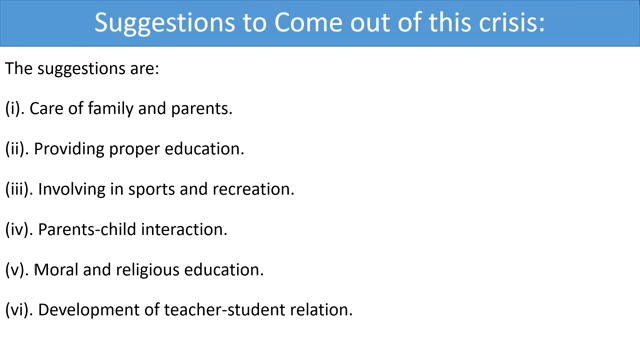 Suggestions to Come out of this crisis:
The suggestions are:
(i). Care of family and parents.
(ii). Providing proper education.
(iii). Involving in sports and recreation.
(iv). Parents-child interaction.
(v). Moral and religious education.
(vi). Development of teacher-student relation.